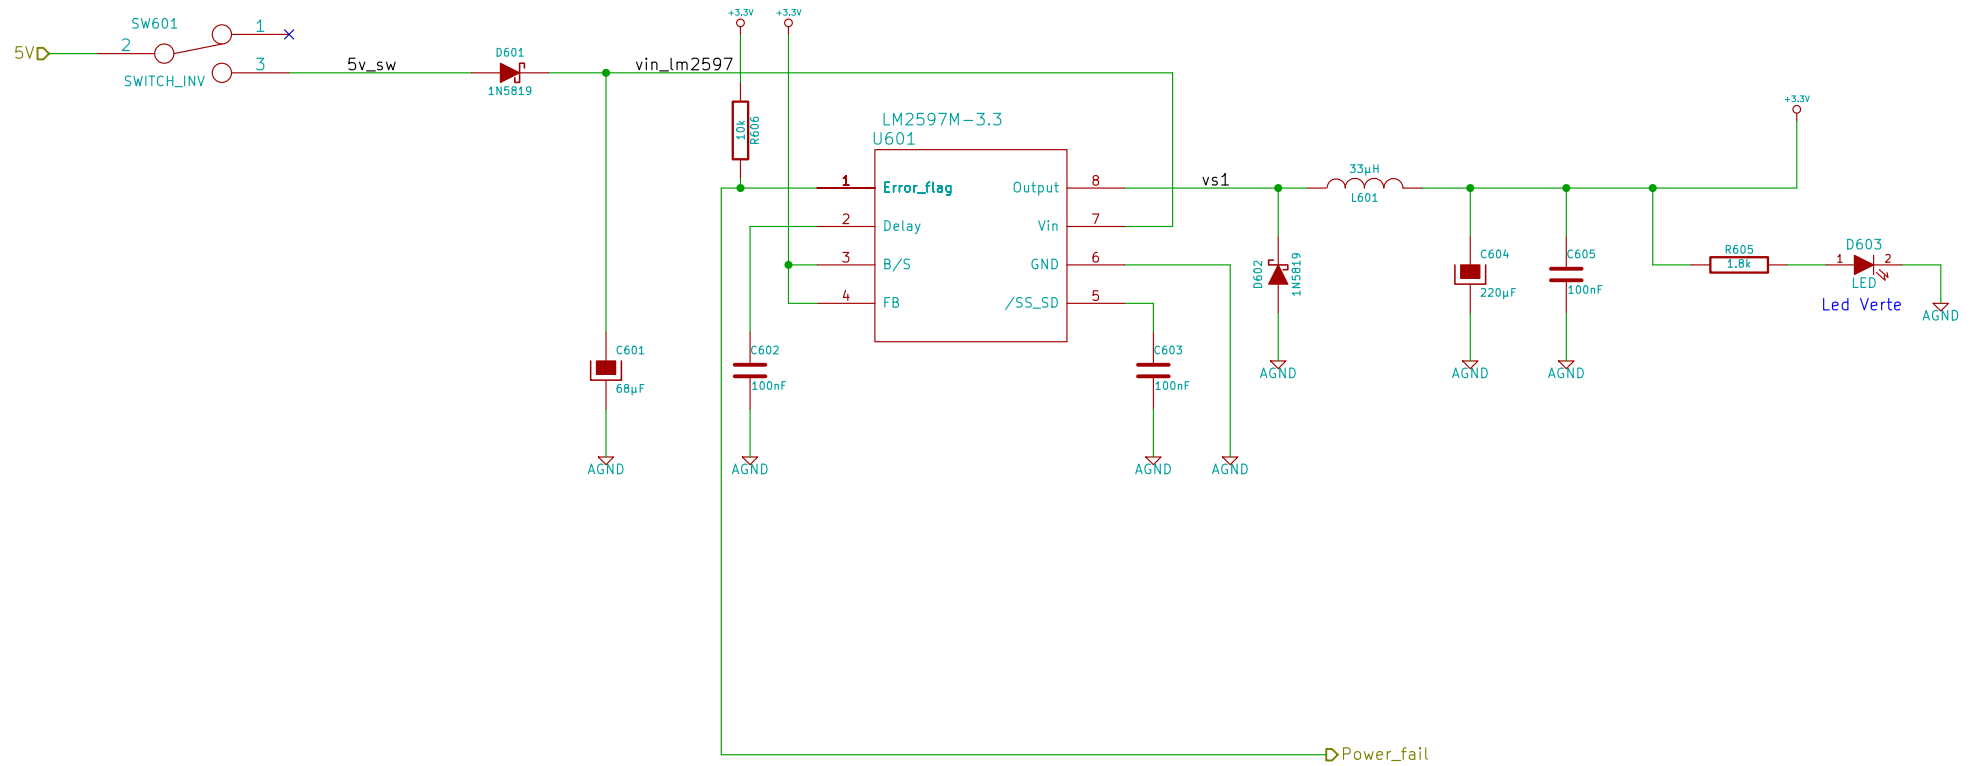 SW601
1
5V
2
3
SWITCH_INV
5v_sw
D601
1N5819
vin_lm2597
+3.3V
+3.3V
10k
R606
LM2597M-3.3
U601
1
Error_flag
2
Delay
3
B/S
4
FB
Output
8
Vin
7
GND
6
/SS_SD
5
vs1
33µH
L601
+3.3V
D602
1N5819
AGND
C604
220µF
AGND
C605
100nF
AGND
R605
1.8k
D603
1
2
LED
Led Verte
AGND
C601
68µF
AGND
C602
100nF
AGND
C603
100nF
AGND
AGND
Power_fail